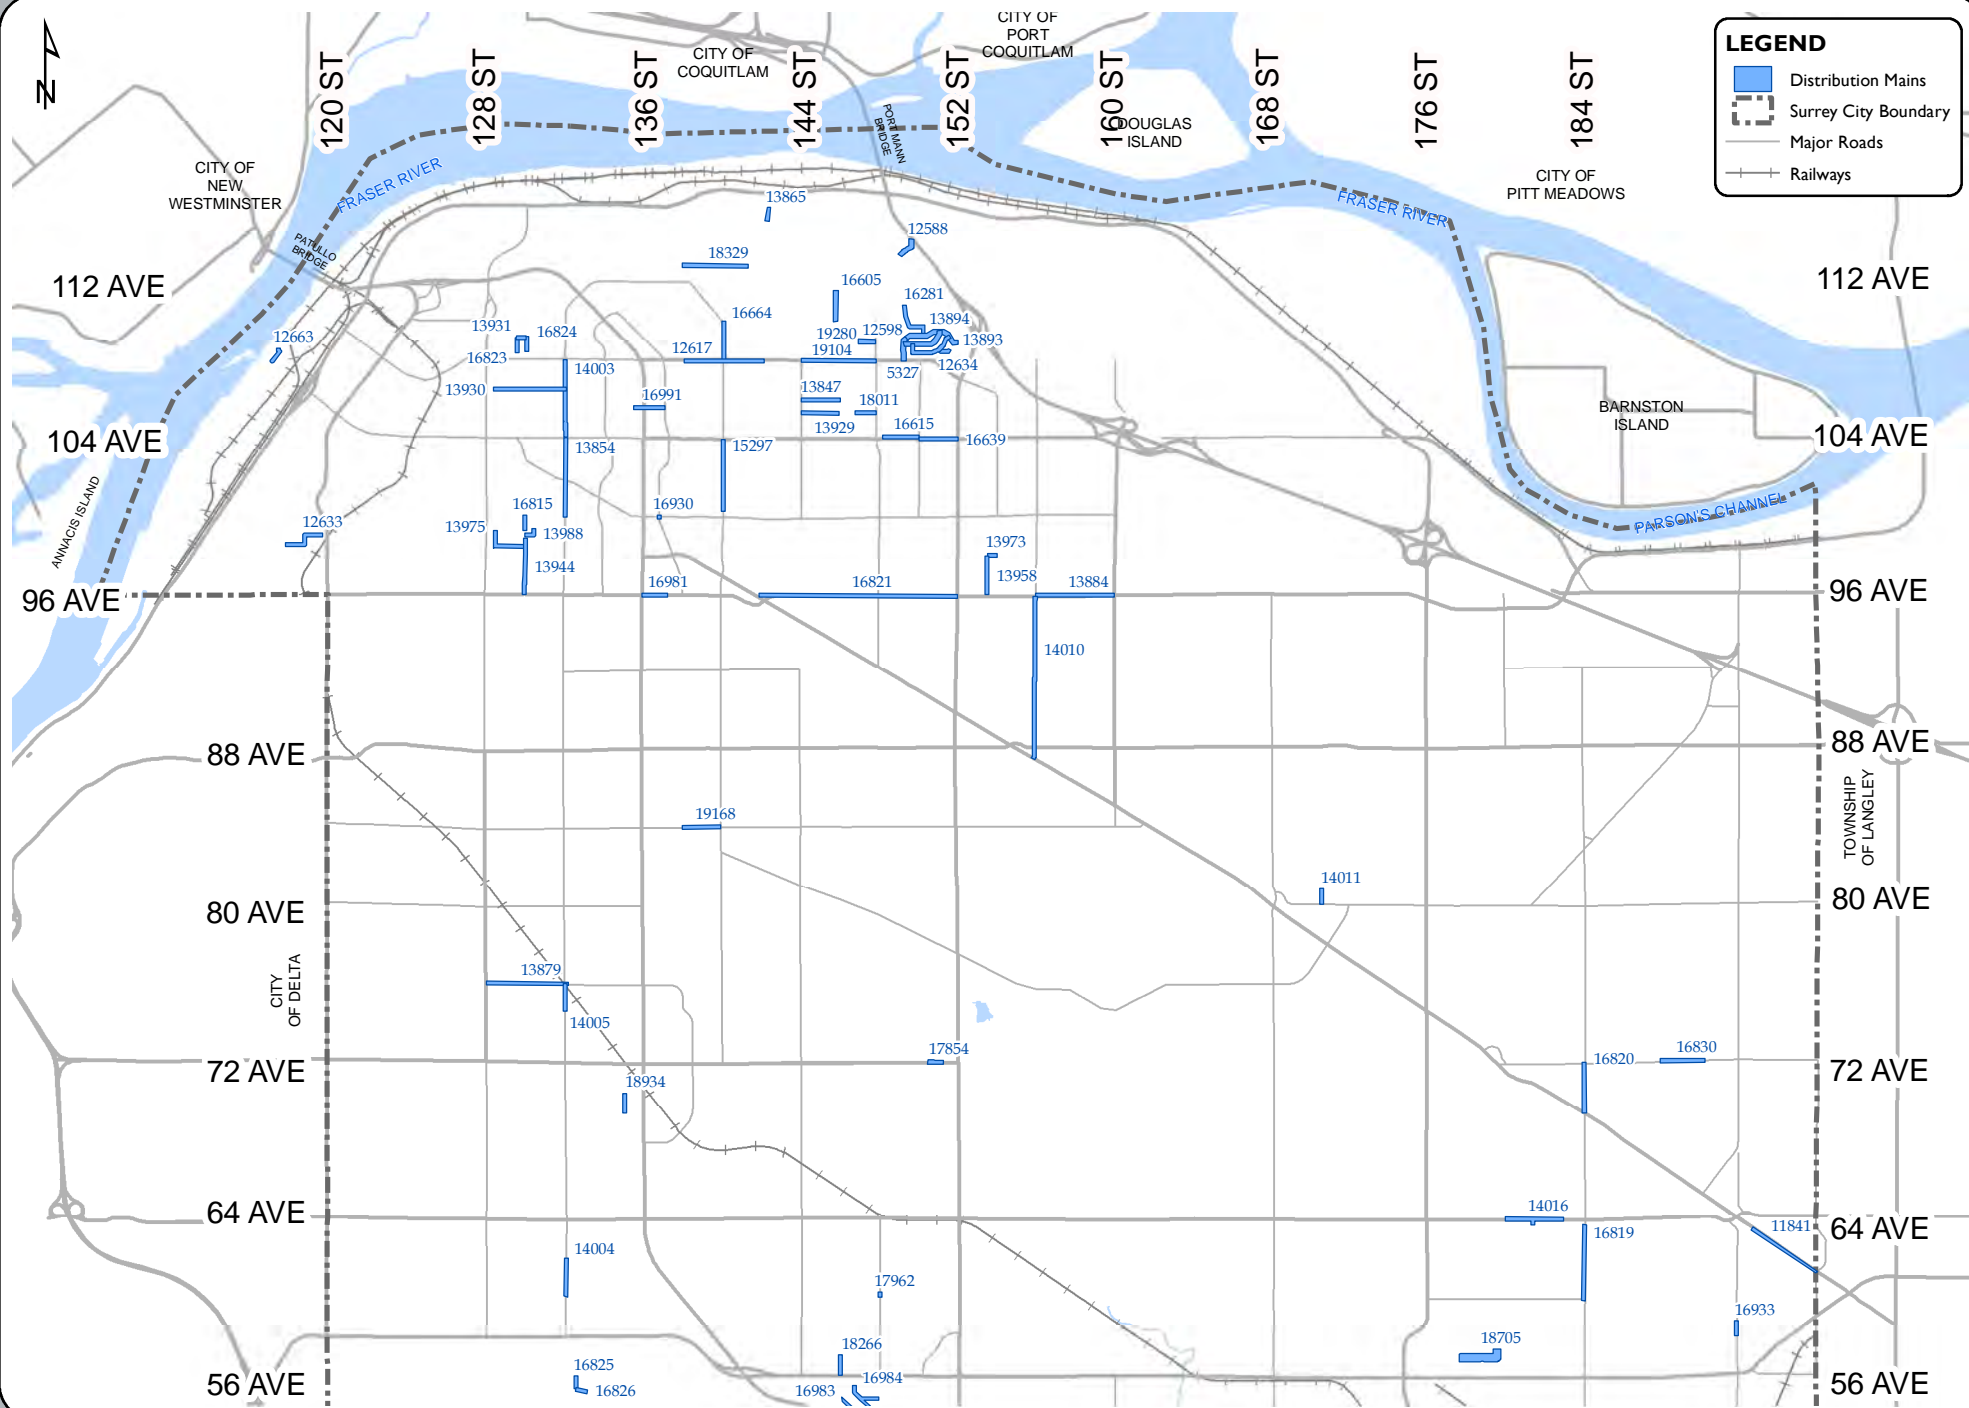 CITY OF
PORT
COQUITLAM
CITY OF
COQUITLAM
120 ST
128 ST
136 ST
144 ST
152 ST
160 ST
168 ST
176 ST
184 ST
LEGEND
Distribution Mains
Surrey City Boundary
Major Roads
Railways
N
PORT MANN
BRIDGE
DOUGLAS
ISLAND
CITY OF
NEW
WESTMINSTER
FRASER RIVER
CITY OF
PITT MEADOWS
FRASER RIVER
PATULLO
BRIDGE
13865
12588
18329
112 AVE
112 AVE
16605
16281
16664
13894
13931
16824
19280
12598
13893
12663
16823
12617
19104
12634
5327
14003
13930
16991
13847
18011
13929
16615
16639
BARNSTON
ISLAND
104 AVE
104 AVE
13854
15297
ANNACIS ISLAND
16815
16930
12633
13975
13988
PARSON'S CHANNEL
13973
13944
16981
16821
13958
13884
96 AVE
96 AVE
14010
88 AVE
88 AVE
TOWNSHIP
OF LANGLEY
19168
14011
80 AVE
80 AVE
CITY
OF DELTA
13879
14005
17854
72 AVE
16820
16830
72 AVE
18934
64 AVE
14016
16819
11841
64 AVE
14004
17962
16933
18266
18705
16825
16826
16984
16983
56 AVE
56 AVE